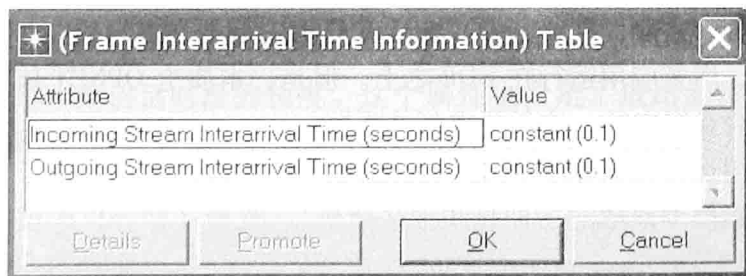 (Frame Interarrival Time Information) Table
Attribute Value
Incoming Stream Interarrival Time (seconds) constant (0.1)
Outgoing Stream Interarrival Time (seconds) constant (0.1)
Details Promote OK Cancel